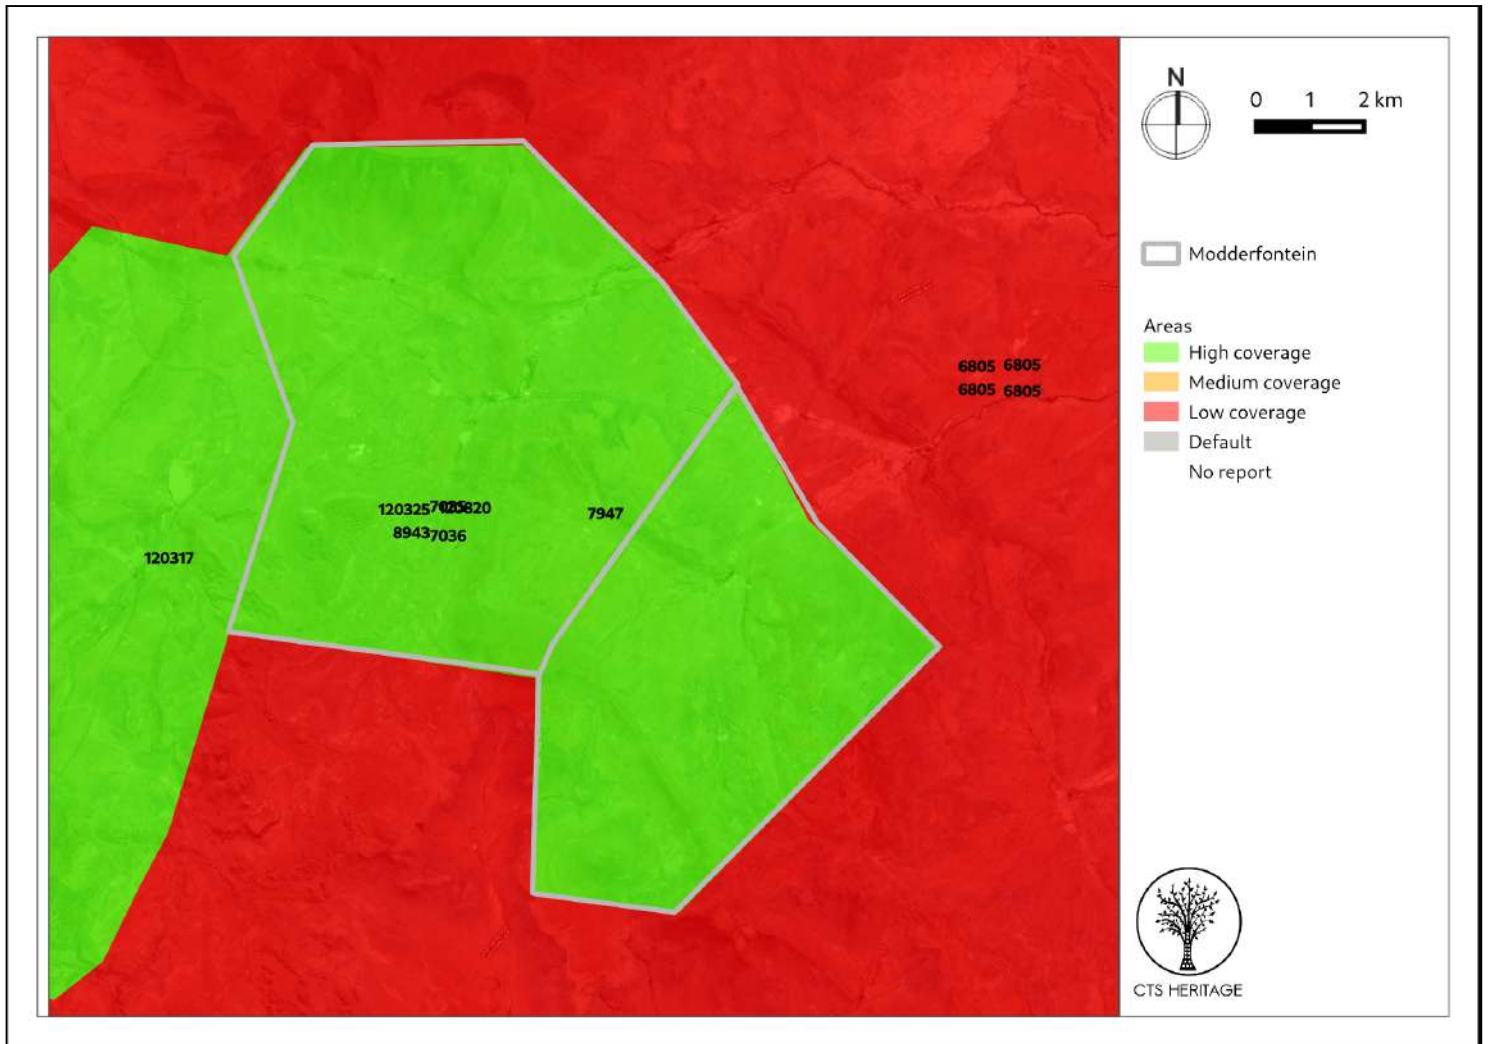 N
0 1 2 km
Modderfontein
Areas
High coverage
Medium coverage
Low coverage
Default
No report
6805 6805
6805 6805
120325
8943 7036
7947
120317
CTS HERITAGE